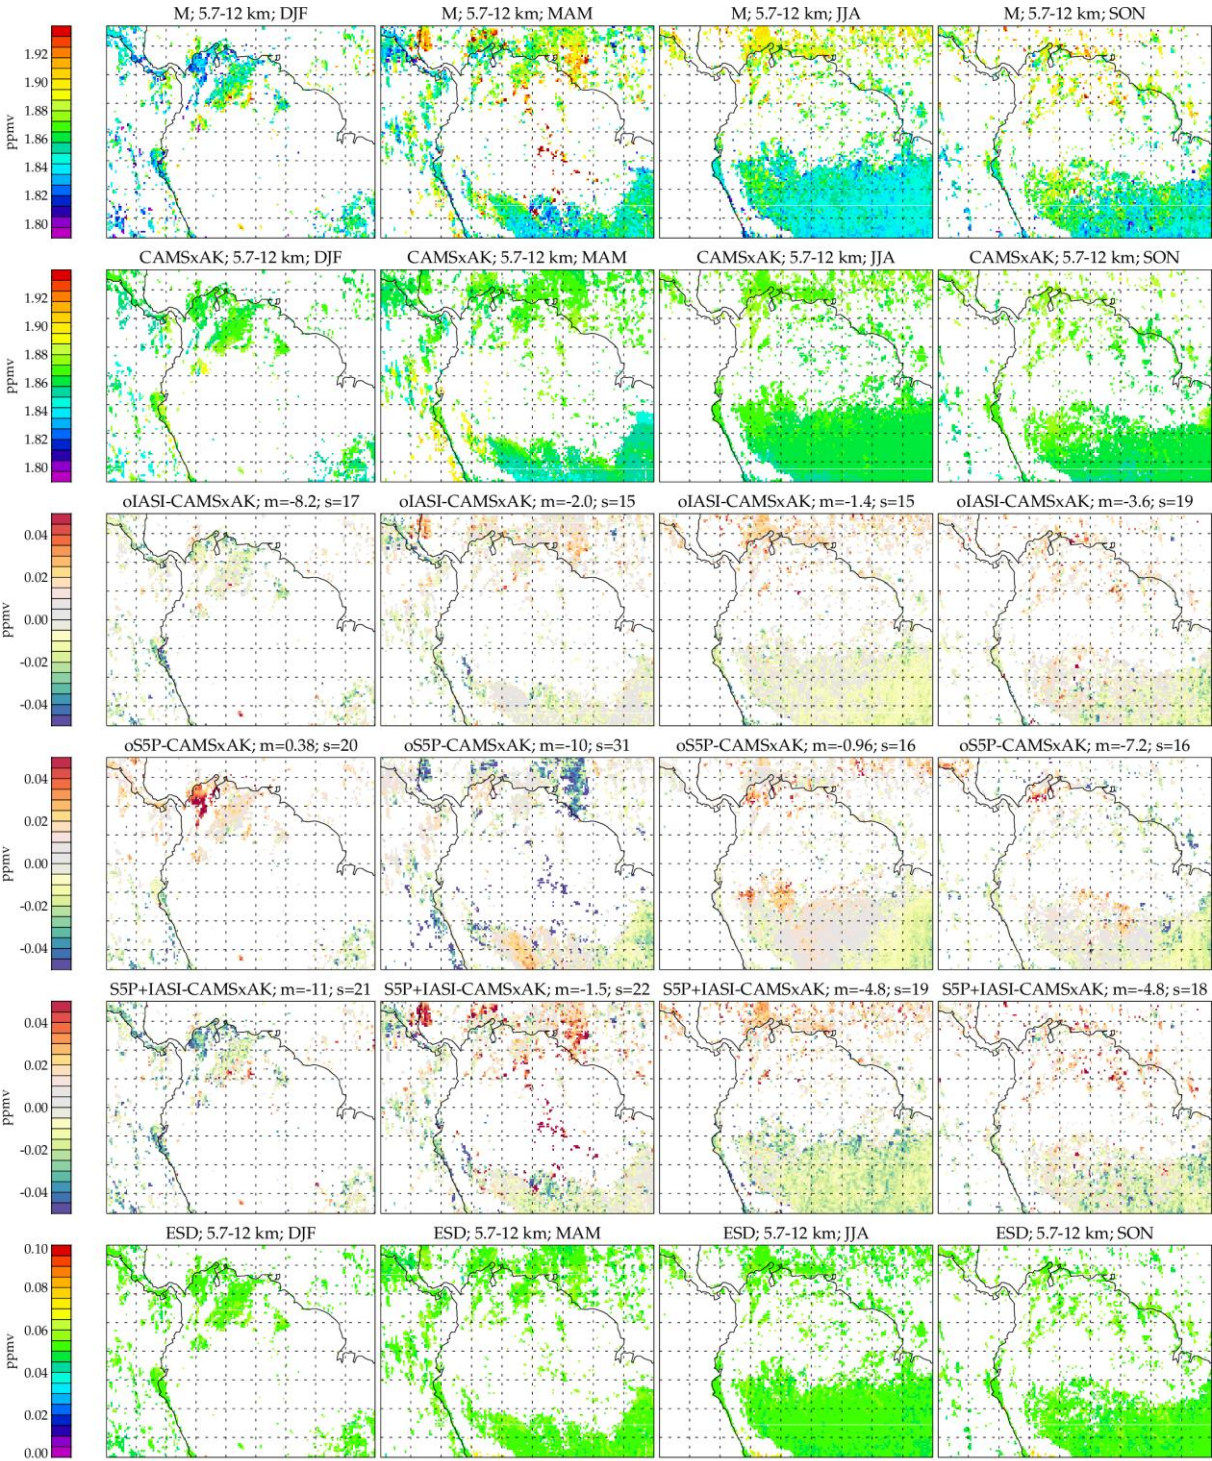 M; 5.7-12 km; DJF
M; 5.7-12 km; MAM
M; 5.7-12 km; JJA
M; 5.7-12 km; SON
1.92
1.90
1.88
1.86
1.84
1.82
1.80
ppmv
CAMSxAK; 5.7-12 km; DJF
CAMSxAK; 5.7-12 km; MAM
CAMSxAK; 5.7-12 km; JJA
CAMSxAK; 5.7-12 km; SON
1.92
1.90
1.88
1.86
1.84
1.82
1.80
ppmv
oIASI-CAMSxAK; m=-8.2; s=17
oIASI-CAMSxAK; m=-2.0; s=15
oIASI-CAMSxAK; m=-1.4; s=15
oIASI-CAMSxAK; m=-3.6; s=19
0.04
0.02
0.00
-0.02
-0.04
ppmv
oS5P-CAMSxAK; m=0.38; s=20
oS5P-CAMSxAK; m=-10; s=31
oS5P-CAMSxAK; m=-0.96; s=16
oS5P-CAMSxAK; m=-7.2; s=16
0.04
0.02
0.00
-0.02
-0.04
ppmv
S5P+IASI-CAMSxAK; m=-11; s=21
S5P+IASI-CAMSxAK; m=-1.5; s=22
S5P+IASI-CAMSxAK; m=-4.8; s=19
S5P+IASI-CAMSxAK; m=-4.8; s=18
0.04
0.02
0.00
-0.02
-0.04
ppmv
ESD; 5.7-12 km; DJF
ESD; 5.7-12 km; MAM
ESD; 5.7-12 km; JJA
ESD; 5.7-12 km; SON
0.10
0.08
0.06
0.04
0.02
0.00
ppmv